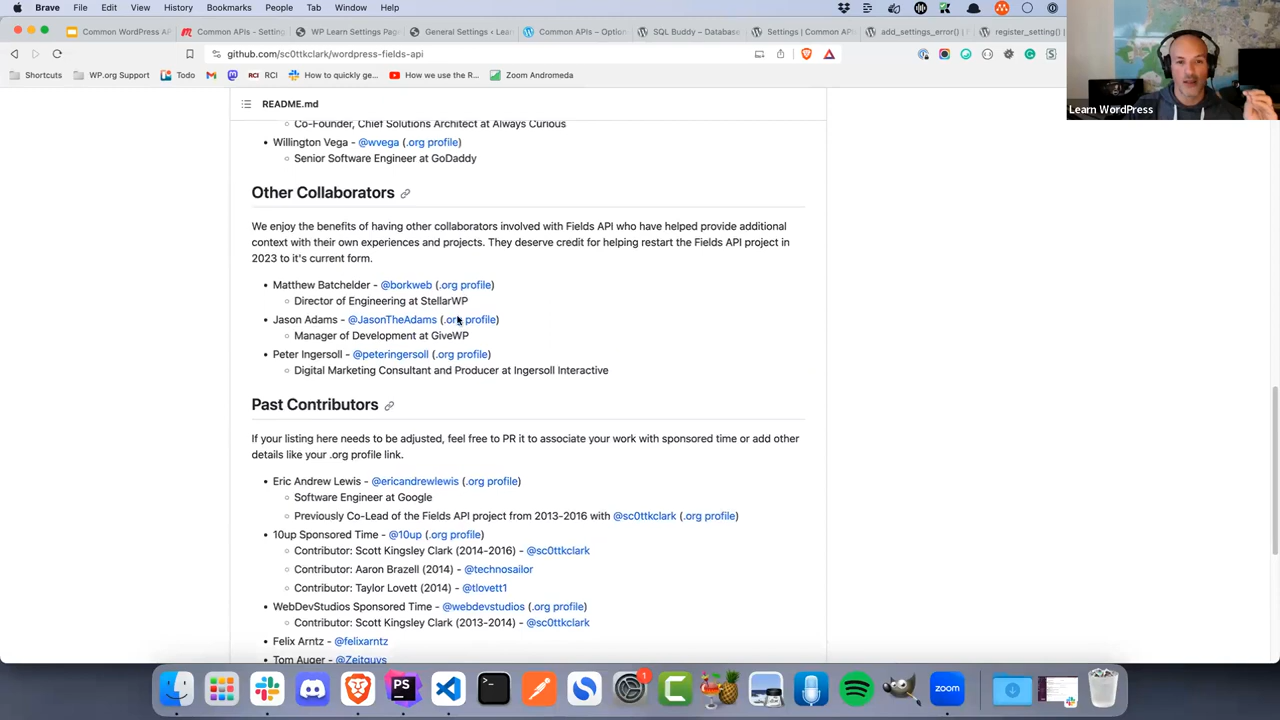 Brave File Edit View History Bookmarks People Tab Window Help
Common Wordpress A
Common APIs - Setting
WP Learn Settings Page
General Settings ‹ Lea
Common APIs – Option
SQL Buddy – Databas
Settings | Common AP
add_settings_error() –
register_setting() |
github.com/sc0ttkclark/wordpress-fields-api
Shortcuts
WP.org Support
Todo
RCI
How to quickly ge...
How we use the R...
Zoom Andromeda
Learn WordPress
README.md
Co-Founder, Chef Solutions Architect at Always Curious
Willington Vega - @wvega (.org profile)
Senior Software Engineer at GoDaddy
Other Collaborators
We enjoy the benefits of having other collaborators involved with Fields API who have helped provide additional
context with their own experiences and projects. They deserve credit for helping restart the Fields API project in
2023 to it's current form.
Matthew Batchelder - @borkweb (.org profile)
Director of Engineering at StellarWP
Jason Adams - @JasonTheAdams (.org profile)
Manager of Development at GiveWP
Peter Ingersoll - @peteringersoll (.org profile)
Digital Marketing Consultant and Producer at Ingersoll Interactive
Past Contributors
If your listing here needs to be adjusted, feel free to PR it to associate your work with sponsored time or add other
details like your .org profile link.
Eric Andrew Lewis - @ericandrewlewis (.org profile)
Software Engineer at Google
Previously Co-Lead of the Fields API project from 2013-2016 with @sc0ttkclark (.org profile)
10up Sponsored Time - @10up (.org profile)
Contributor: Scott Kingsley Clark (2014-2016) - @sc0ttkclark
Contributor: Aaron Brazell (2014) - @technosailor
Contributor: Taylor Lovett (2014) - @tlovett1
WebDevStudios Sponsored Time - @webdevstudios (.org profile)
Contributor: Scott Kingsley Clark (2013-2014) - @sc0ttkclark
Felix Arntz - @felixarntz
Tom Auger - @Zeitguys
PS
zoom
1